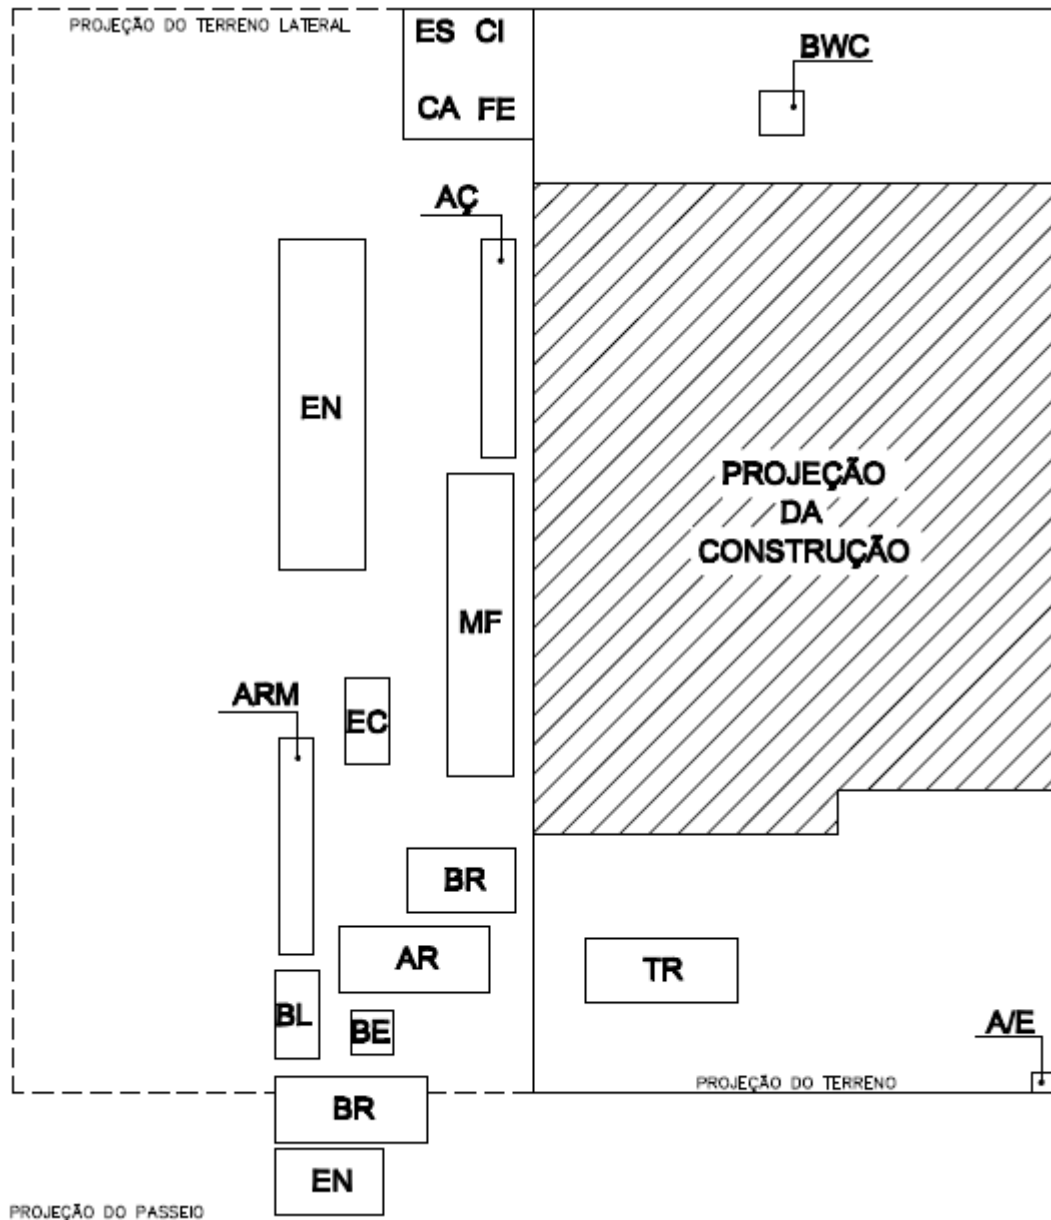 PROJEÇÃO DO TERRENO LATERAL
ES CI
BWC
CA FE
AÇ
EN
PROJEÇÃO
DA
CONSTRUÇÃO
MF
ARM
EC
BR
AR
TR
BL
BE
A/E
PROJEÇÃO DO TERRENO
BR
EN
PROJEÇÃO DO PASSEIO